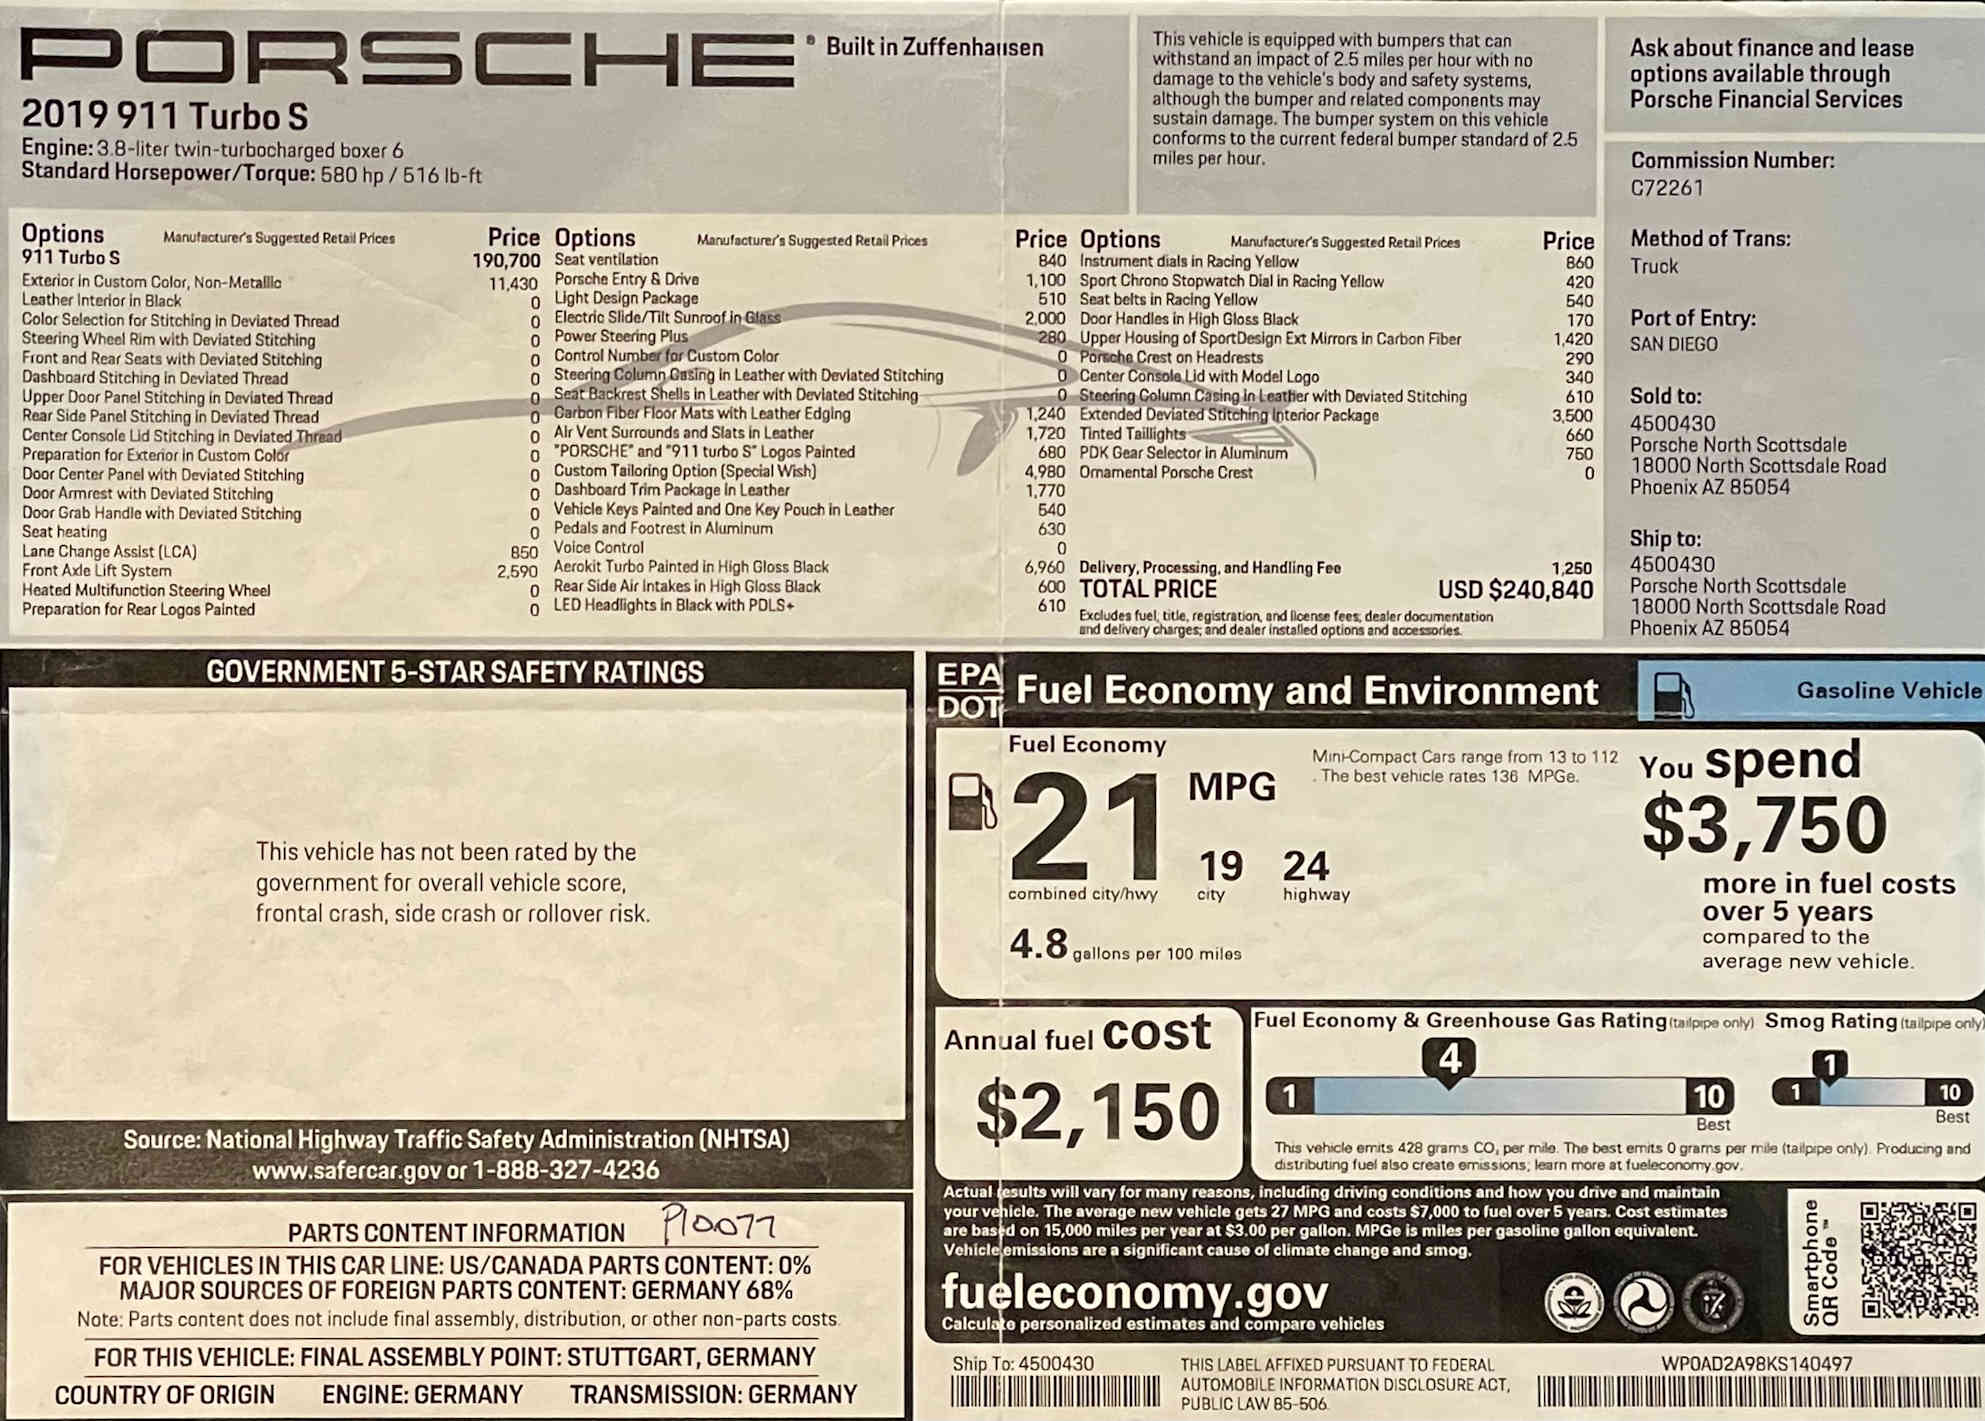 PORSCHE® Built in Zuffenhausen
2019 911 Turbo S
Engine: 3.8-liter twin-turbocharged boxer 6
Standard Horsepower/Torque: 580 hp / 516 lb-ft
This vehicle is equipped with bumpers that can
withstand an impact of 2.5 miles per hour with no
damage to the vehicle's body and safety systems,
although the bumper and related components may
sustain damage. The bumper system on this vehicle
conforms to the current federal bumper standard of 2.5
miles per hour.
Ask about finance and lease
options available through
Porsche Financial Services
Commission Number:
C72261
Method of Trans:
Truck
Port of Entry:
SAN DIEGO
Sold to:
4500430
Porsche North Scottsdale
18000 North Scottsdale Road
Phoenix AZ 85054
Ship to:
4500430
Porsche North Scottsdale
18000 North Scottsdale Road
Phoenix AZ 85054
Options Manufacturer's Suggested Retail Prices Price
911 Turbo S 190,700
Exterior in Custom Color, Non-Metallic 11,430
Leather Interior in Black 0
Color Selection for Stitching in Deviated Thread 0
Steering Wheel Rim with Deviated Stitching 0
Front and Rear Seats with Deviated Stitching 0
Dashboard Stitching in Deviated Thread 0
Upper Door Panel Stitching in Deviated Thread 0
Rear Side Panel Stitching in Deviated Thread 0
Center Console Lid Stitching in Deviated Thread 0
Preparation for Exterior in Custom Color 0
Door Center Panel with Deviated Stitching 0
Door Armrest with Deviated Stitching 0
Door Grab Handle with Deviated Stitching 0
Seat heating 0
Lane Change Assist (LCA) 850
Front Axle Lift System 2,590
Heated Multifunction Steering Wheel 0
Preparation for Rear Logos Painted 0
Options Manufacturer's Suggested Retail Prices Price
Seat ventilation 840
Porsche Entry & Drive 1,100
Light Design Package 510
Electric Slide/Tilt Sunroof in Glass 2,000
Power Steering Plus 280
Control Number for Custom Color 0
Steering Column Casing in Leather with Deviated Stitching 0
Seat Backrest Shells in Leather with Deviated Stitching 0
Carbon Fiber Floor Mats with Leather Edging 1,240
Air Vent Surrounds and Slats in Leather 1,720
"PORSCHE" and "911 turbo S" Logos Painted 680
Custom Tailoring Option (Special Wish) 4,980
Dashboard Trim Package in Leather 1,770
Vehicle Keys Painted and One Key Pouch in Leather 540
Pedals and Footrest in Aluminum 630
Voice Control 0
Aerokit Turbo Painted in High Gloss Black 6,960
Rear Side Air Intakes in High Gloss Black 600
LED Headlights in Black with PDLS+ 610
Options Manufacturer's Suggested Retail Prices Price
Instrument dials in Racing Yellow 860
Sport Chrono Stopwatch Dial in Racing Yellow 420
Seat belts in Racing Yellow 540
Door Handles in High Gloss Black 170
Upper Housing of SportDesign Ext Mirrors in Carbon Fiber 1,420
Porsche Crest on Headrests 290
Center Console Lid with Model Logo 340
Steering Column Casing in Leather with Deviated Stitching 610
Extended Deviated Stitching Interior Package 3,500
Tinted Taillights 660
PDK Gear Selector in Aluminum 750
Ornamental Porsche Crest 0
Delivery, Processing, and Handling Fee 1,250
TOTAL PRICE USD $240,840
Excludes fuel, title, registration, and license fees; dealer documentation
and delivery charges; and dealer installed options and accessories.
GOVERNMENT 5-STAR SAFETY RATINGS
This vehicle has not been rated by the
government for overall vehicle score,
frontal crash, side crash or rollover risk.
Source: National Highway Traffic Safety Administration (NHTSA)
www.safercar.gov or 1-888-327-4236
PARTS CONTENT INFORMATION P10077
FOR VEHICLES IN THIS CAR LINE: US/CANADA PARTS CONTENT: 0%
MAJOR SOURCES OF FOREIGN PARTS CONTENT: GERMANY 68%
Note: Parts content does not include final assembly, distribution, or other non-parts costs.
FOR THIS VEHICLE: FINAL ASSEMBLY POINT: STUTTGART, GERMANY
COUNTRY OF ORIGIN ENGINE: GERMANY TRANSMISSION: GERMANY
EPA
DOT
Fuel Economy and Environment
Gasoline Vehicle
Fuel Economy
21 MPG
combined city/hwy
19
city
24
highway
4.8 gallons per 100 miles
Mini-Compact Cars range from 13 to 112
. The best vehicle rates 136 MPGe.
You spend
$3,750
more in fuel costs
over 5 years
compared to the
average new vehicle.
Annual fuel cost
$2,150
Fuel Economy & Greenhouse Gas Rating (tailpipe only)
4
1 10
Best
Smog Rating (tailpipe only)
1
1 10
Best
This vehicle emits 428 grams CO₂ per mile. The best emits 0 grams per mile (tailpipe only). Producing and
distributing fuel also create emissions; learn more at fueleconomy.gov.
Actual results will vary for many reasons, including driving conditions and how you drive and maintain
your vehicle. The average new vehicle gets 27 MPG and costs $7,000 to fuel over 5 years. Cost estimates
are based on 15,000 miles per year at $3.00 per gallon. MPGe is miles per gasoline gallon equivalent.
Vehicle emissions are a significant cause of climate change and smog.
fueleconomy.gov
Calculate personalized estimates and compare vehicles
Smartphone
QR Code™
Ship To: 4500430
THIS LABEL AFFIXED PURSUANT TO FEDERAL
AUTOMOBILE INFORMATION DISCLOSURE ACT,
PUBLIC LAW 85-506.
WP0AD2A98KS140497